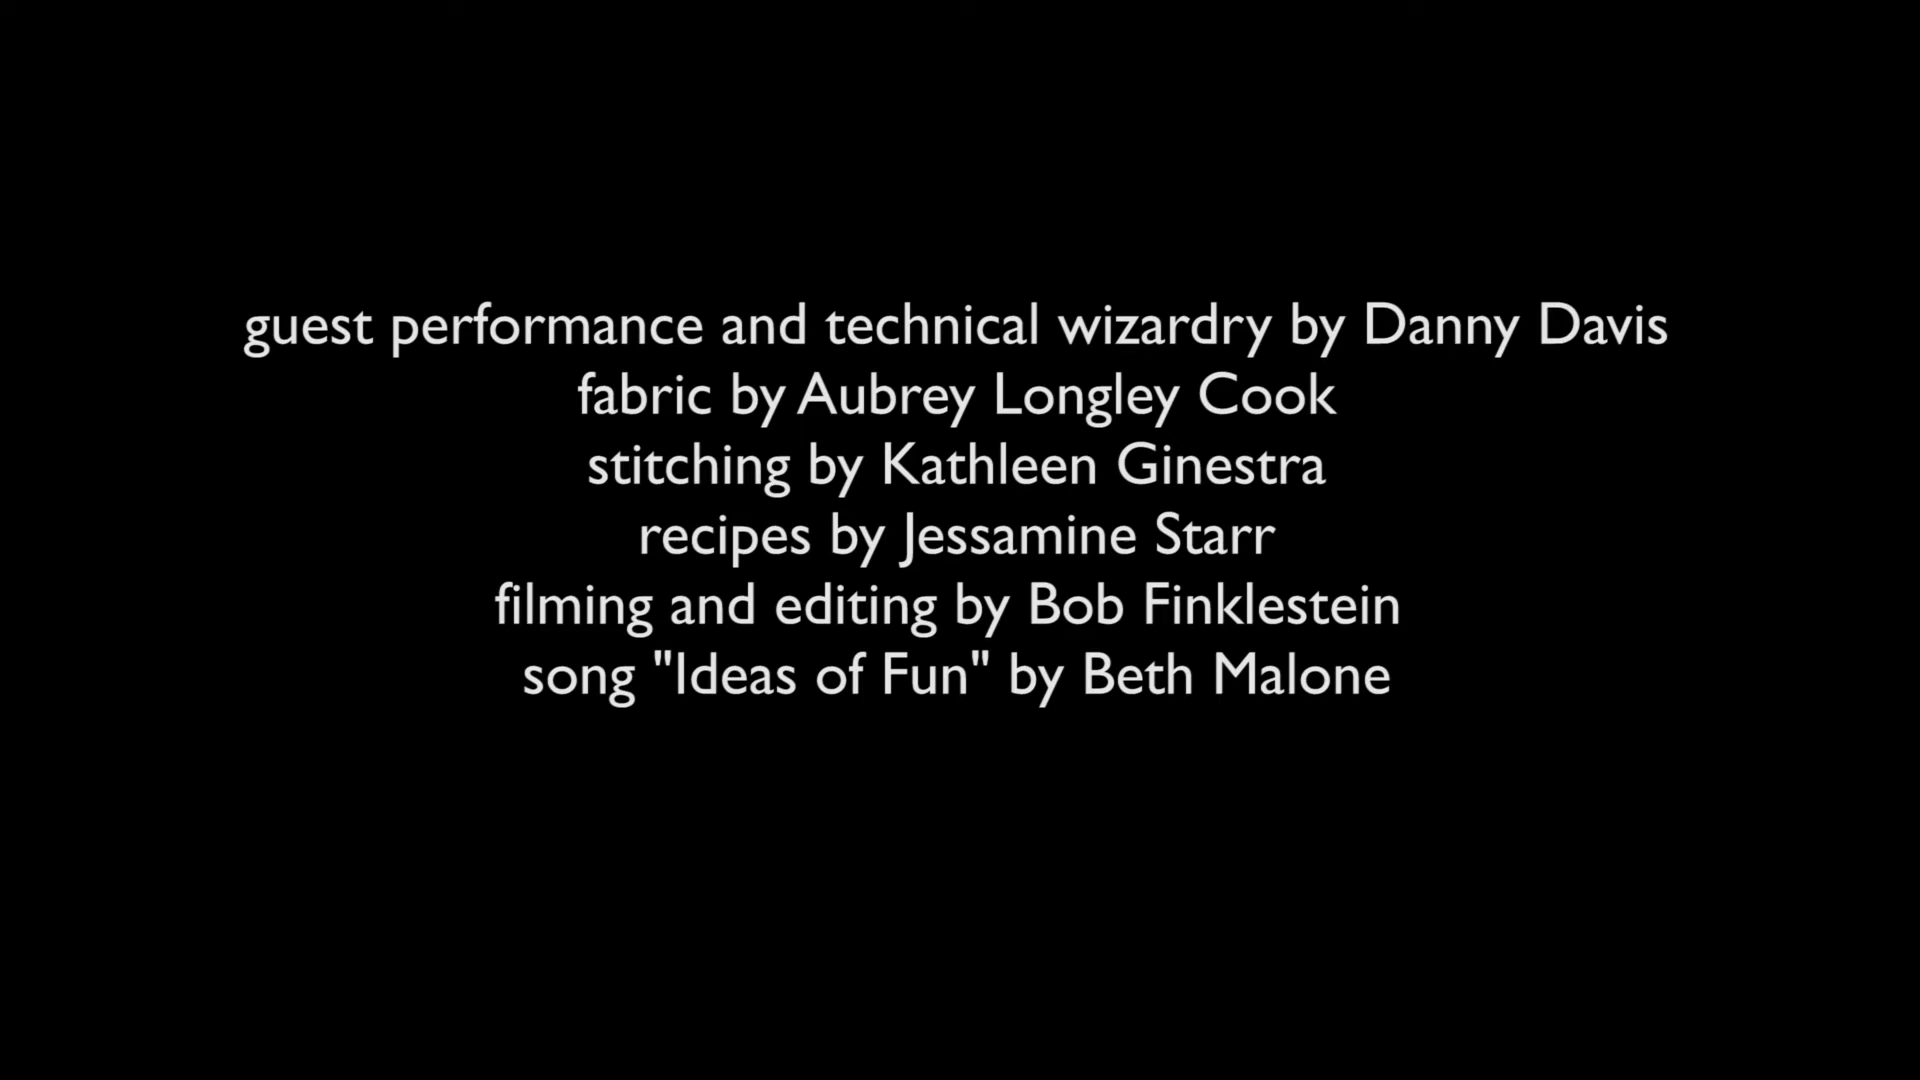 guest performance and technical wizardry by Danny Davis
fabric by Aubrey Longley Cook
stitching by Kathleen Ginestra
recipes by Jessamine Starr
filming and editing by Bob Finklestein
song "Ideas of Fun" by Beth Malone